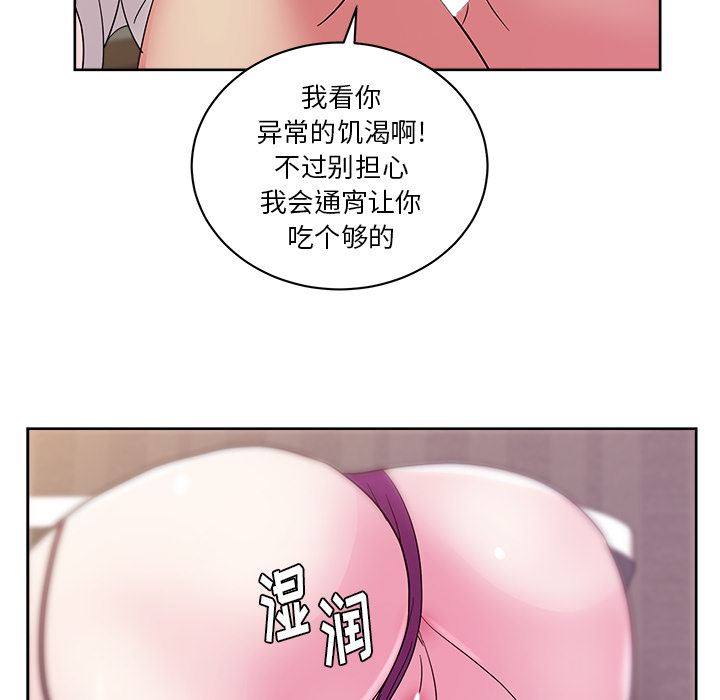 我看你
异常的饥渴啊!
不过别担心
我会通宵让你
吃个够的
湿润